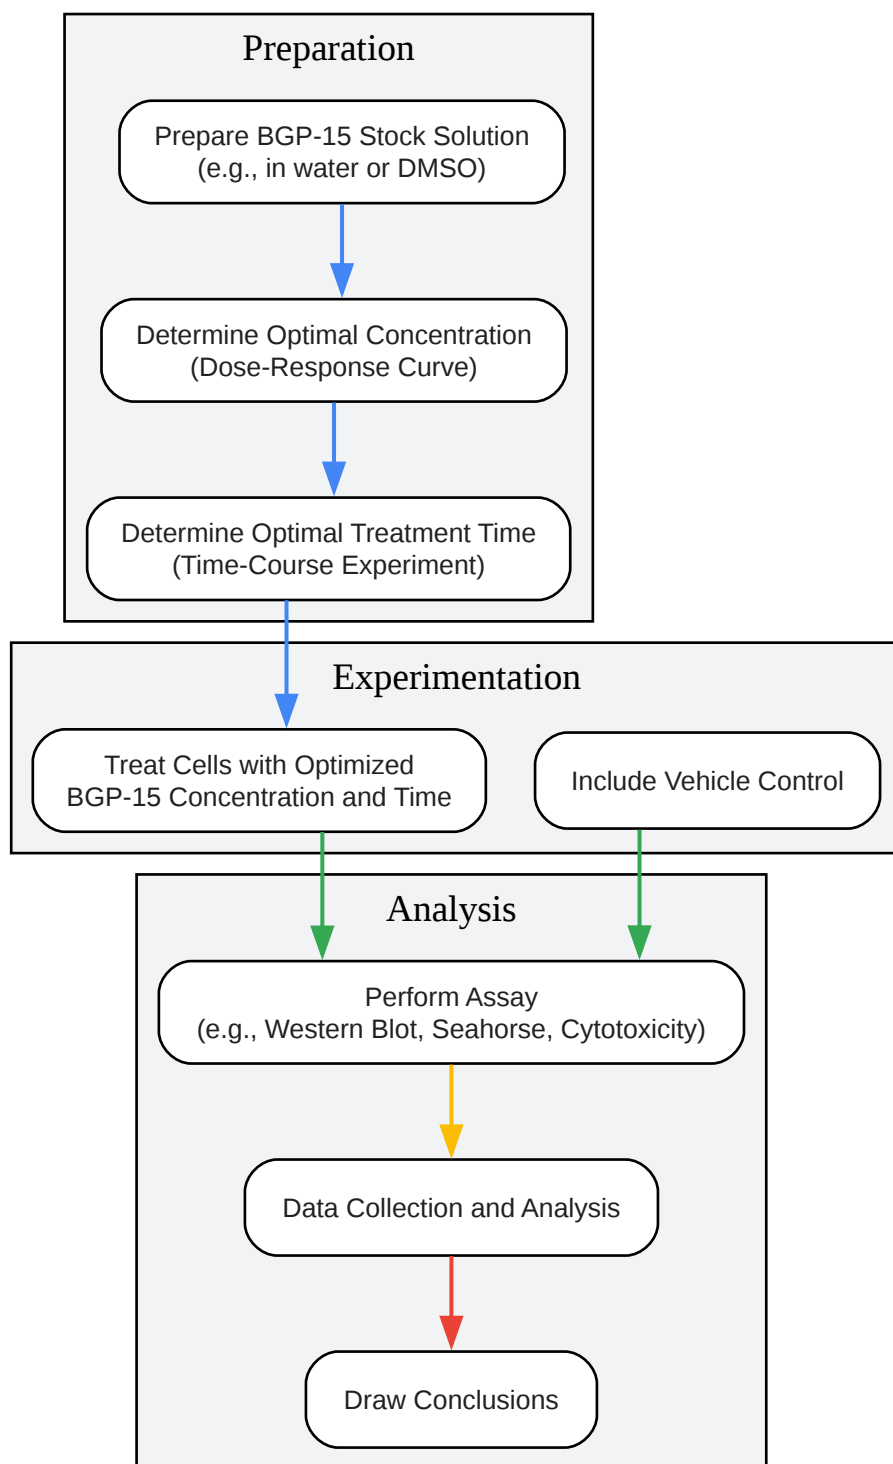 Preparation
Prepare BGP-15 Stock Solution
(e.g., in water or DMSO)
Determine Optimal Concentration
(Dose-Response Curve)
Determine Optimal Treatment Time
(Time-Course Experiment)
Experimentation
Treat Cells with Optimized
BGP-15 Concentration and Time
Include Vehicle Control
Analysis
Perform Assay
(e.g., Western Blot, Seahorse, Cytotoxicity)
Data Collection and Analysis
Draw Conclusions